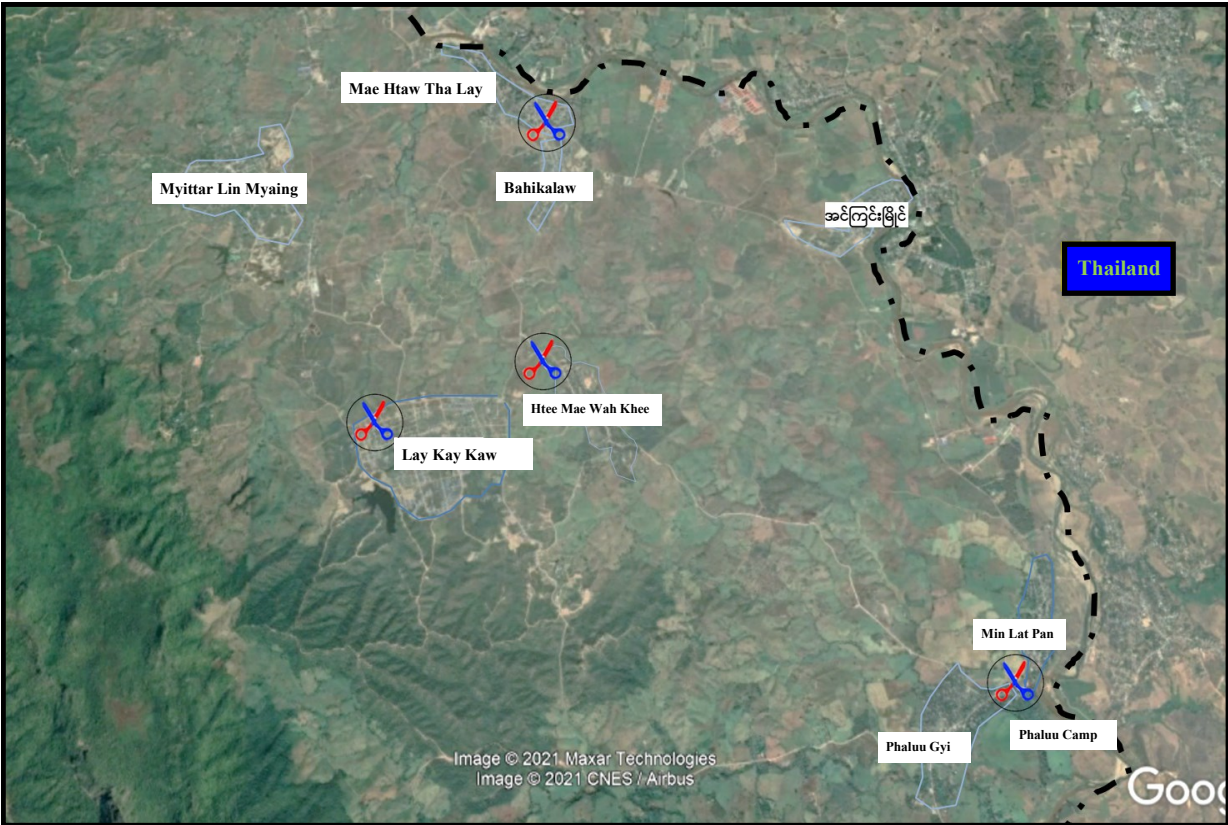 Mae Htaw Tha Lay
Myittar Lin Myaing
Bahikalaw
အင်ကြင်းမြိုင်
Thailand
Htee Mae Wah Khee
Lay Kay Kaw
Min Lat Pan
Phaluu Gyi
Phaluu Camp
Image © 2021 Maxar Technologies
Image © 2021 CNES / Airbus
Goog